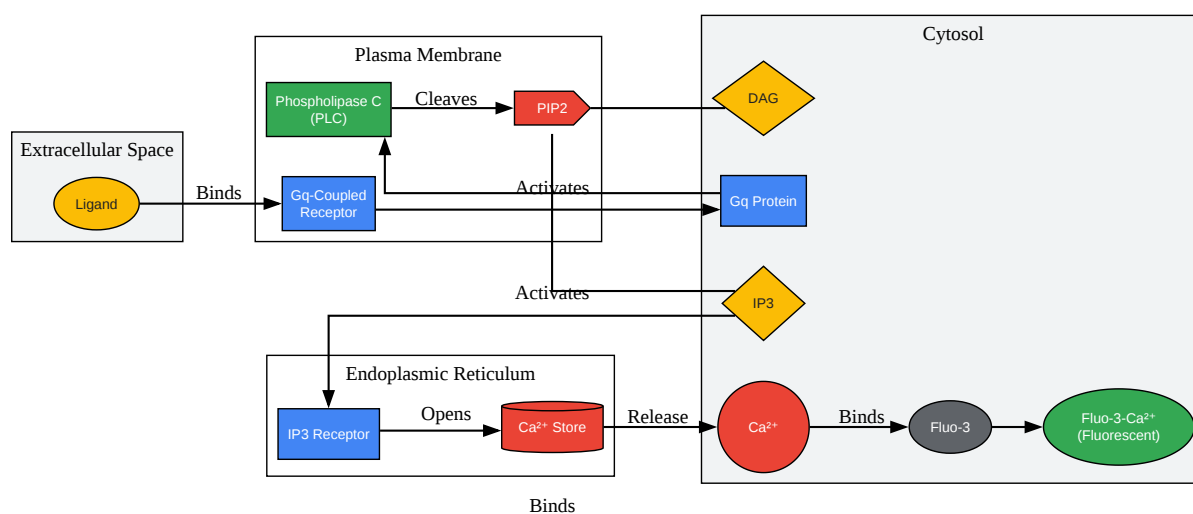 Cytosol
Plasma Membrane
Phospholipase C
(PLC)
Cleaves
PIP2
DAG
Extracellular Space
Ligand
Binds
Gq-Coupled
Receptor
Activates
Gq Protein
Activates
IP3
Endoplasmic Reticulum
IP3 Receptor
Opens
Ca²⁺ Store
Release
Ca²⁺
Binds
Fluo-3
Fluo-3-Ca²⁺
(Fluorescent)
Binds